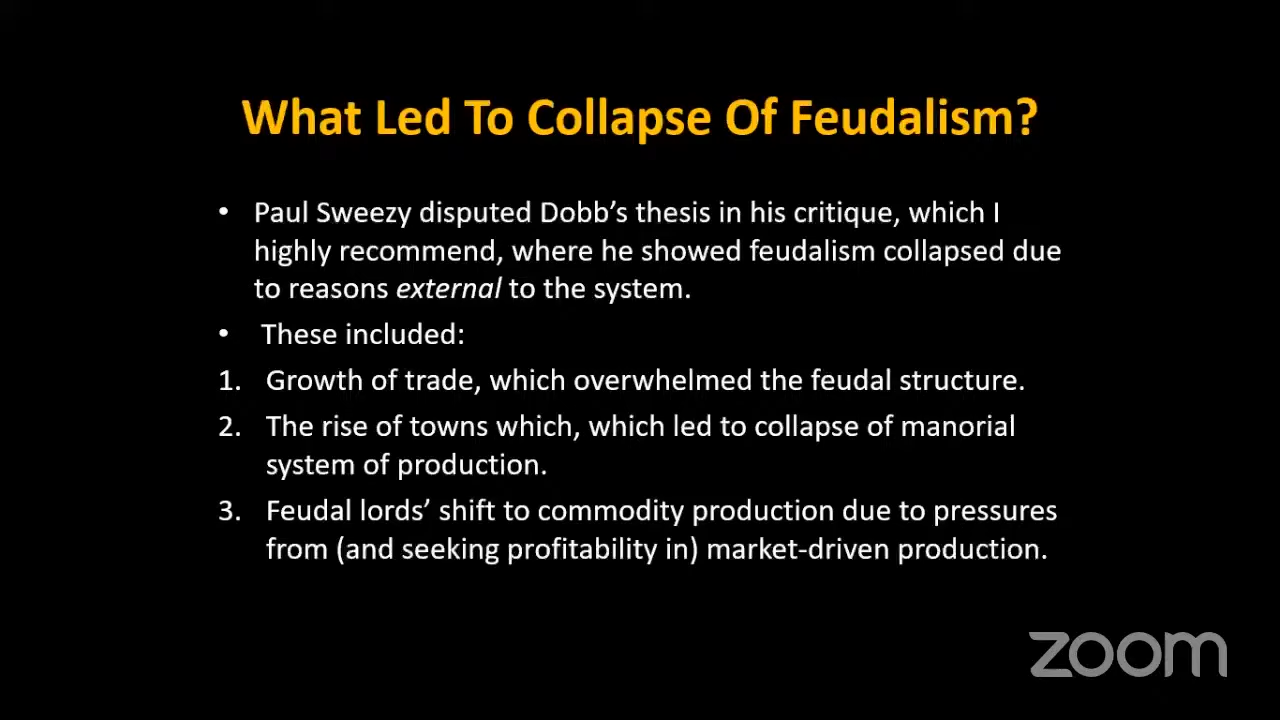 What Led To Collapse Of Feudalism?
• Paul Sweezy disputed Dobb’s thesis in his critique, which I
highly recommend, where he showed feudalism collapsed due
to reasons external to the system.
• These included:
1. Growth of trade, which overwhelmed the feudal structure.
2. The rise of towns which, which led to collapse of manorial
system of production.
3. Feudal lords’ shift to commodity production due to pressures
from (and seeking profitability in) market-driven production.
zoom